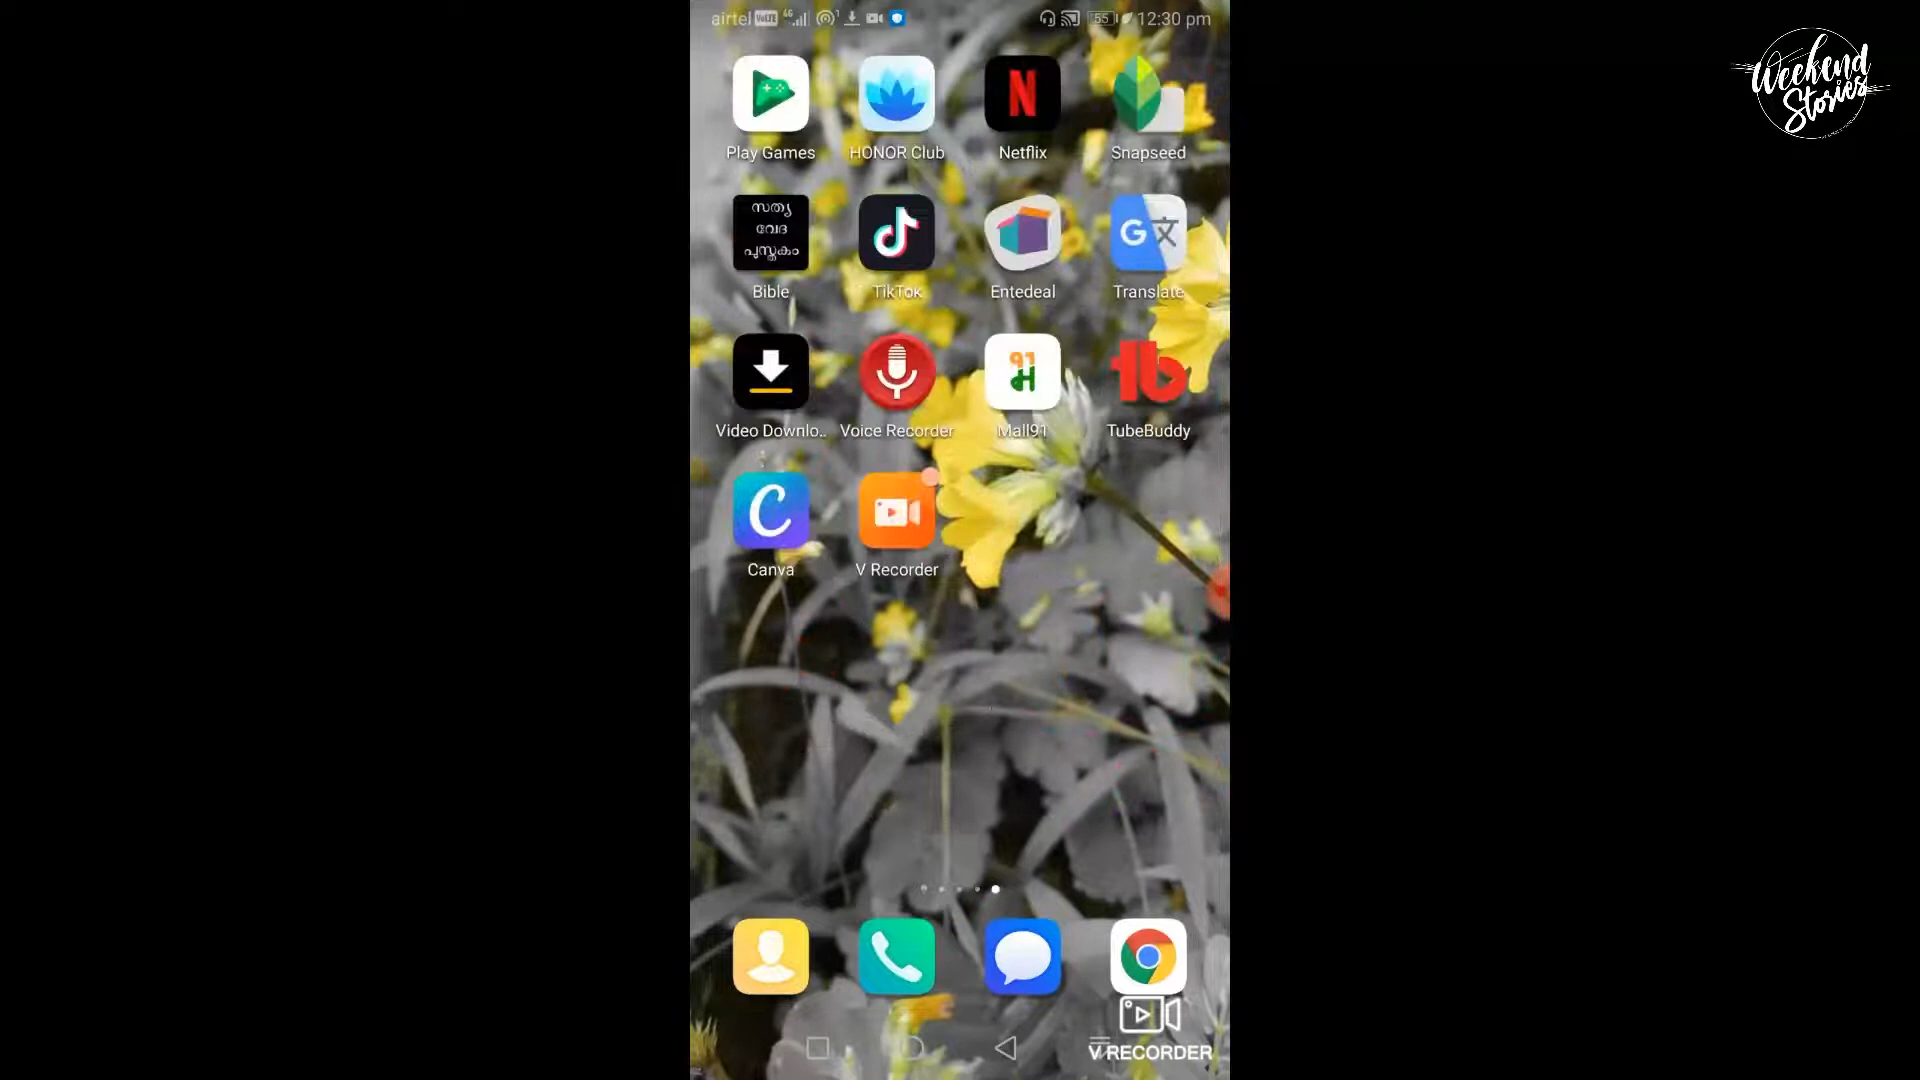 airtel VoLTE 4G 55 12:30 pm
Weekend
Stories
Play Games HONOR Club Netflix Snapseed
സത്യ
വേദ
പുസ്തകം
Bible TikTok Entedeal Translate
Video Downlo.. Voice Recorder Mall91 TubeBuddy
Canva V Recorder
V RECORDER